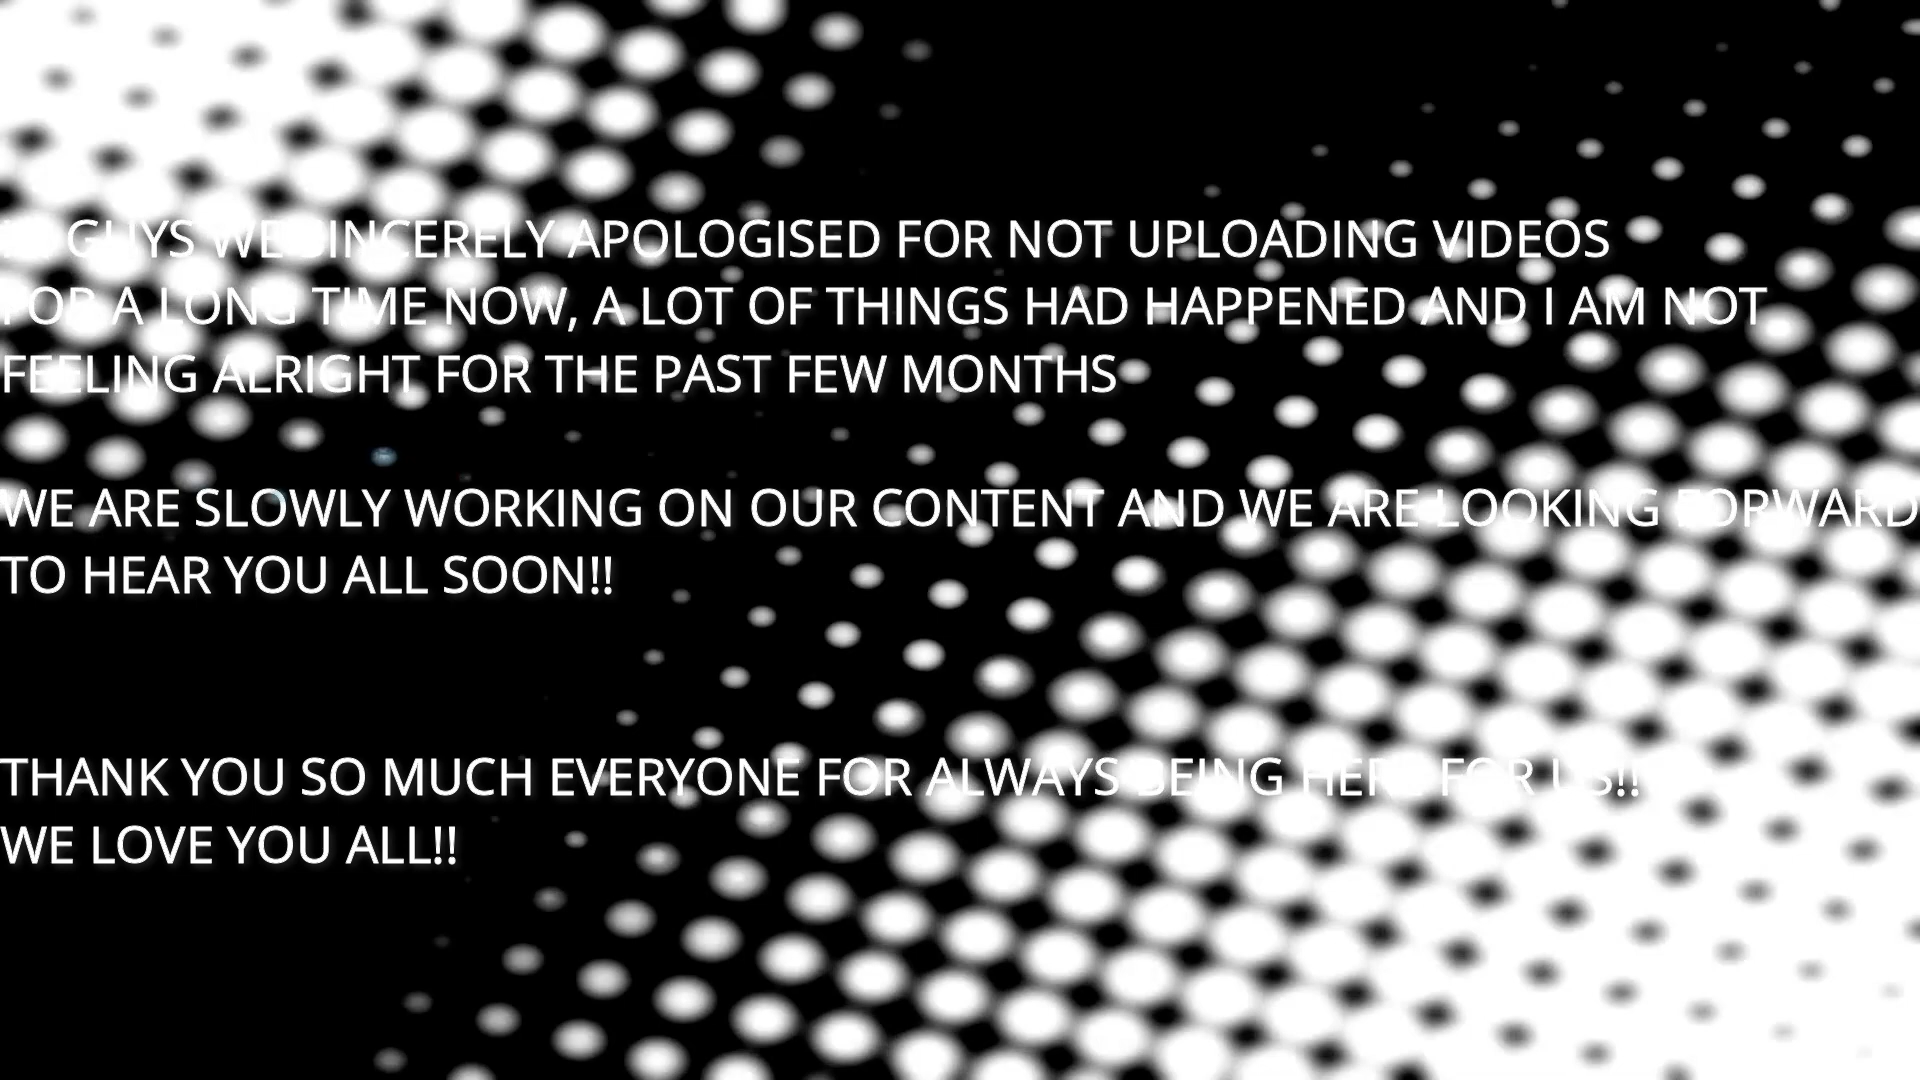 HI GUYS WE SINCERELY APOLOGISED FOR NOT UPLOADING VIDEOS
FOR A LONG TIME NOW, A LOT OF THINGS HAD HAPPENED AND I AM NOT
FEELING ALRIGHT FOR THE PAST FEW MONTHS
WE ARE SLOWLY WORKING ON OUR CONTENT AND WE ARE LOOKING FORWARD
TO HEAR YOU ALL SOON!!
THANK YOU SO MUCH EVERYONE FOR ALWAYS BEING HERE FOR US!!
WE LOVE YOU ALL!!